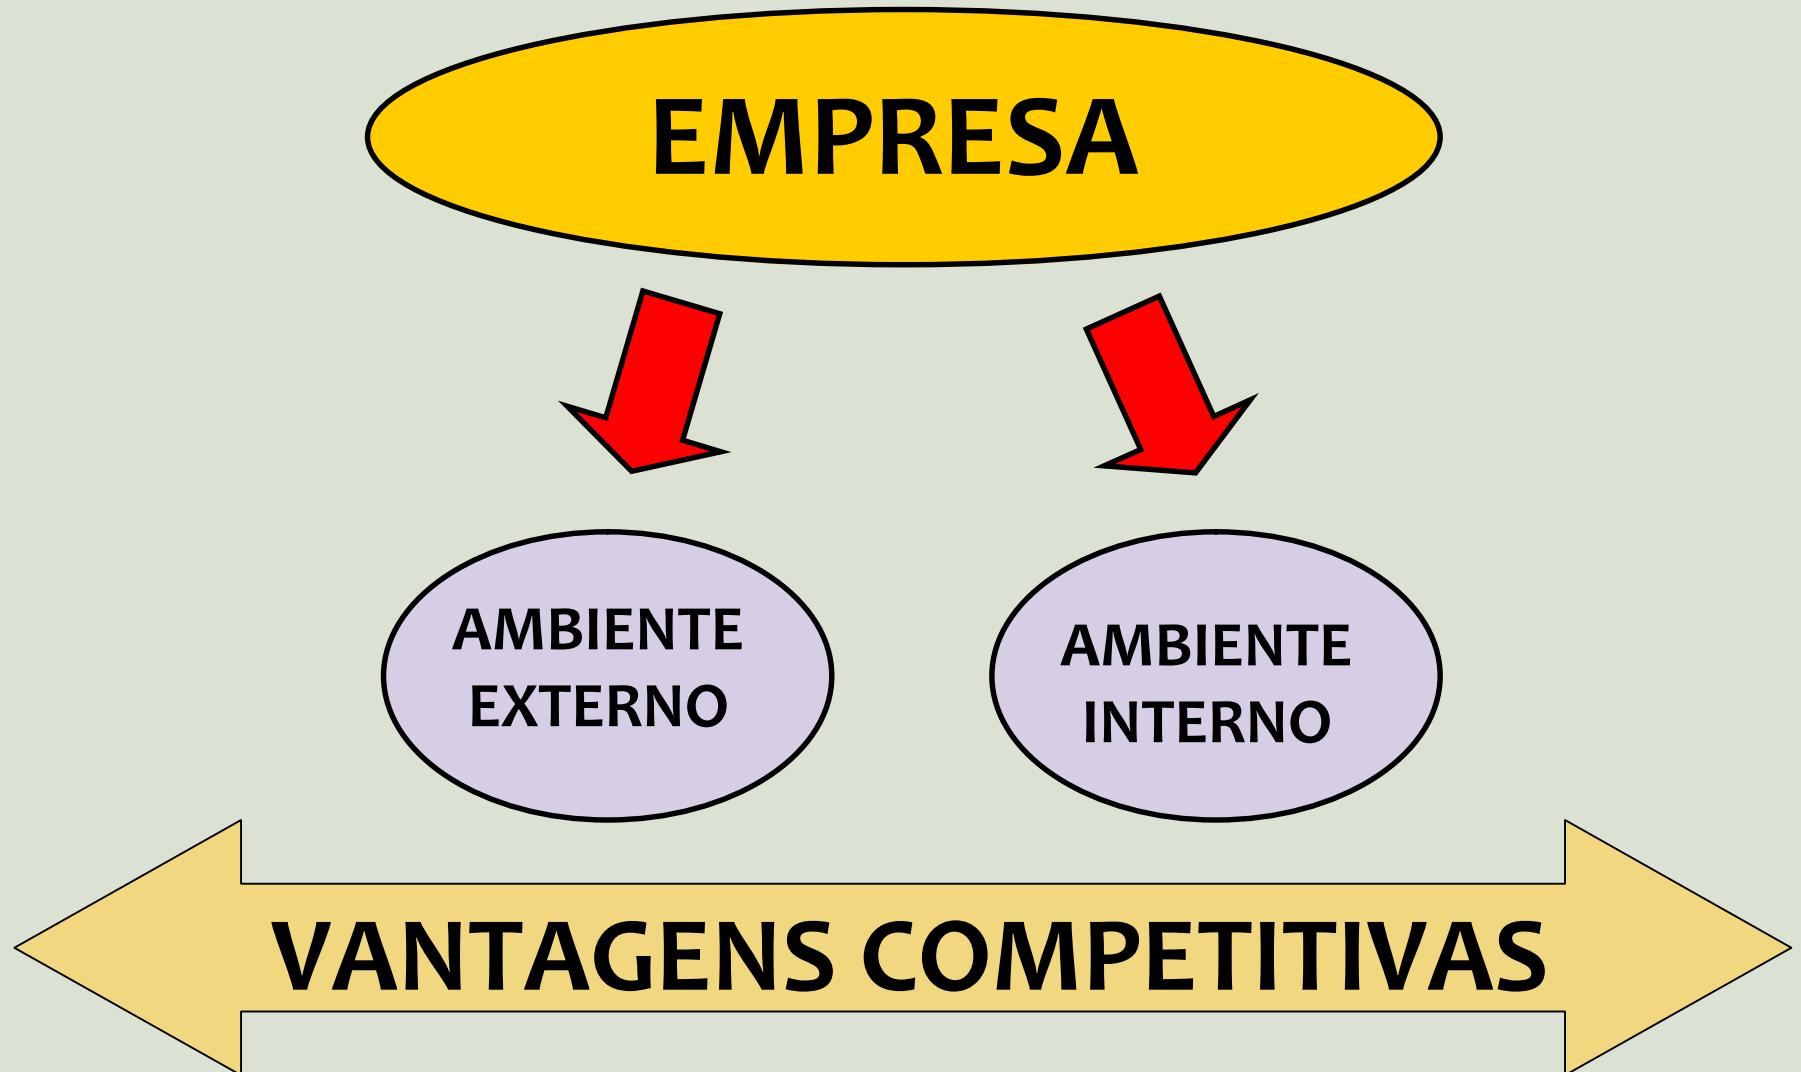 EMPRESA
AMBIENTE
EXTERNO
AMBIENTE
INTERNO
VANTAGENS COMPETITIVAS